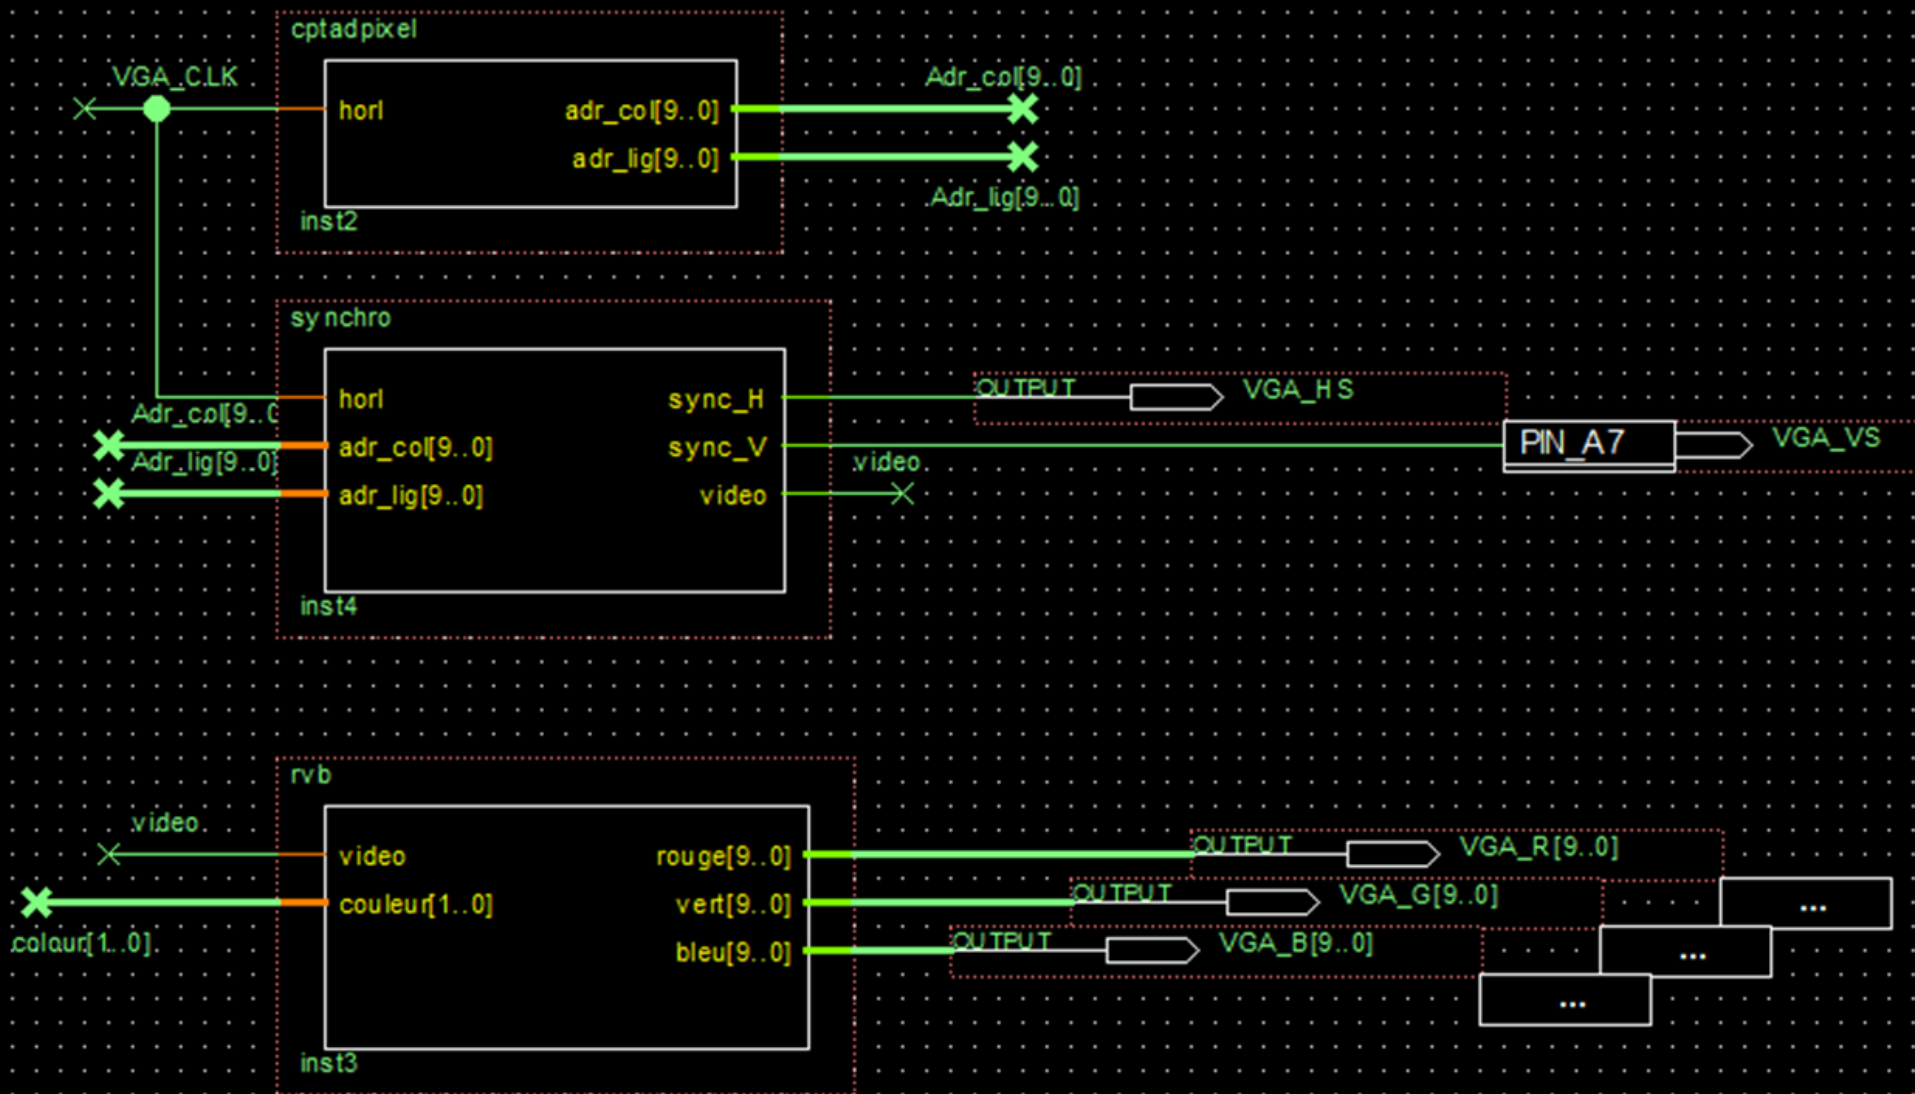 cptadpixel
VGA_CLK
horl
adr_col[9..0]
Adr_col[9..0]
adr_lig[9..0]
Adr_lig[9..0]
inst2
synchro
horl
sync_H
OUTPUT
VGA_HS
Adr_col[9..0
adr_col[9..0]
sync_V
PIN_A7
VGA_VS
Adr_lig[9..0]
adr_lig[9..0]
video
video
inst4
rvb
video
video
rouge[9..0]
OUTPUT
VGA_R[9..0]
couleur[1..0]
vert[9..0]
OUTPUT
VGA_G[9..0]
...
colour[1..0]
bleu[9..0]
OUTPUT
VGA_B[9..0]
...
...
inst3